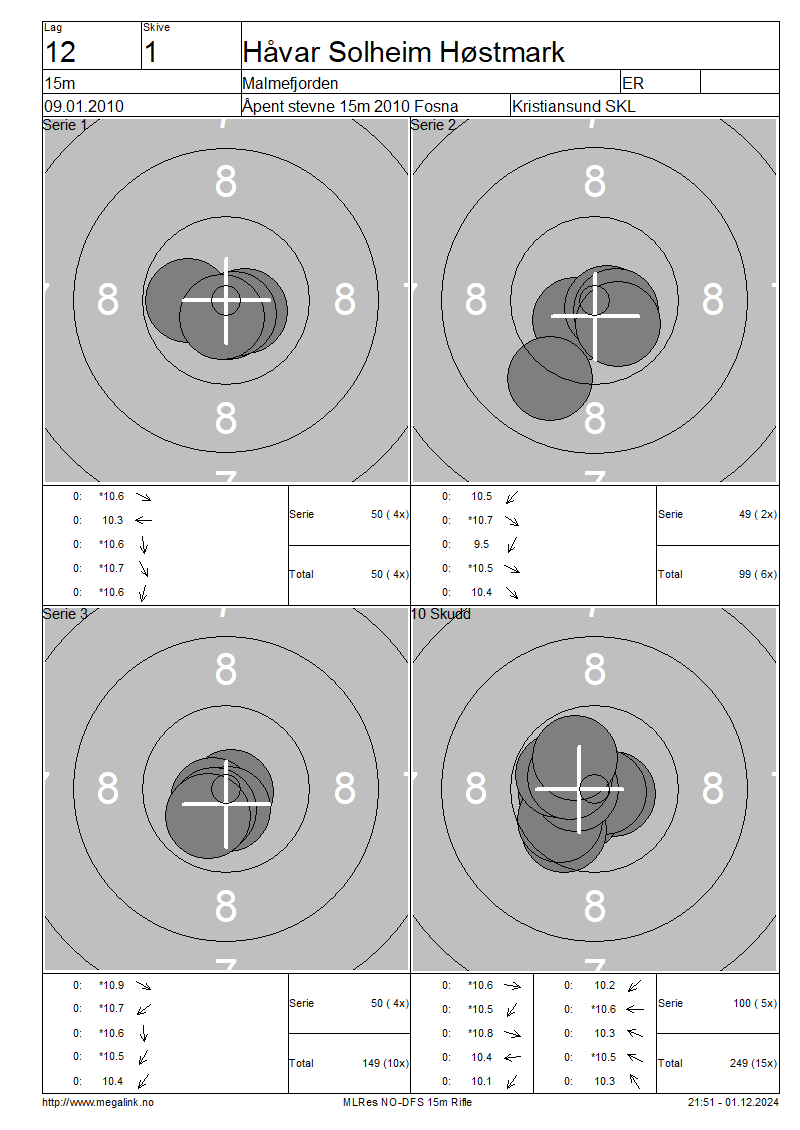 Lag Skive
12 1 Håvar Solheim Høstmark
15m Malmefjorden ER
09.01.2010 Åpent stevne 15m 2010 Fosna Kristiansund SKL
Serie 1
7
8
7 8 8
8
7
0: *10.6
0: 10.3
0: *10.6
0: *10.7
0: *10.6
Serie 50 ( 4x)
Total 50 ( 4x)
Serie 2
7
8
7 8 8 7
8
7
0: 10.5
0: *10.7
0: 9.5
0: *10.5
0: 10.4
Serie 49 ( 2x)
Total 99 ( 6x)
Serie 3
7
8
7 8 8
8
7
0: *10.9
0: *10.7
0: *10.6
0: *10.5
0: 10.4
Serie 50 ( 4x)
Total 149 (10x)
10 Skudd
7
8
7 8 8 7
8
7
0: *10.6 0: 10.2
0: *10.5 0: *10.6
0: *10.8 0: 10.3
0: 10.4 0: *10.5
0: 10.1 0: 10.3
Serie 100 ( 5x)
Total 249 (15x)
http://www.megalink.no MLRes NO-DFS 15m Rifle 21:51 - 01.12.2024